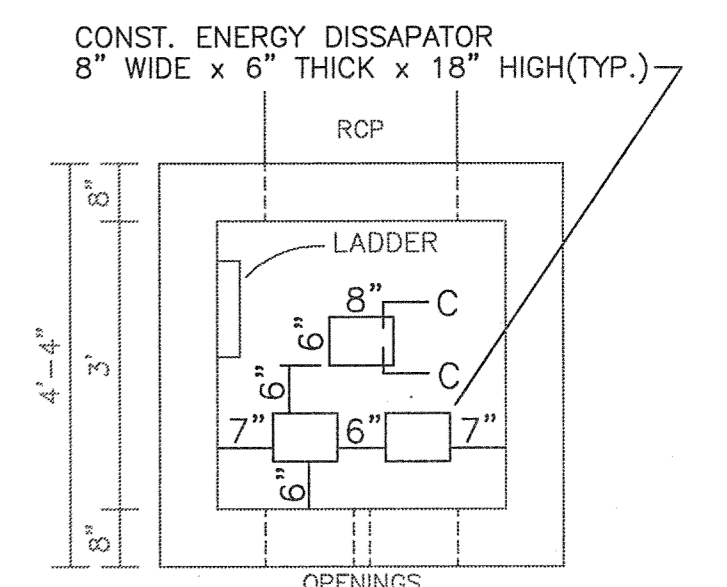 CONST. ENERGY DISSAPATOR
8" WIDE x 6" THICK x 18" HIGH(TYP.)
RCP
8"
LADDER
8"
C
6"
4'-4"
3'
C
6"
7"
6"
7"
6"
8"
OPENINGS